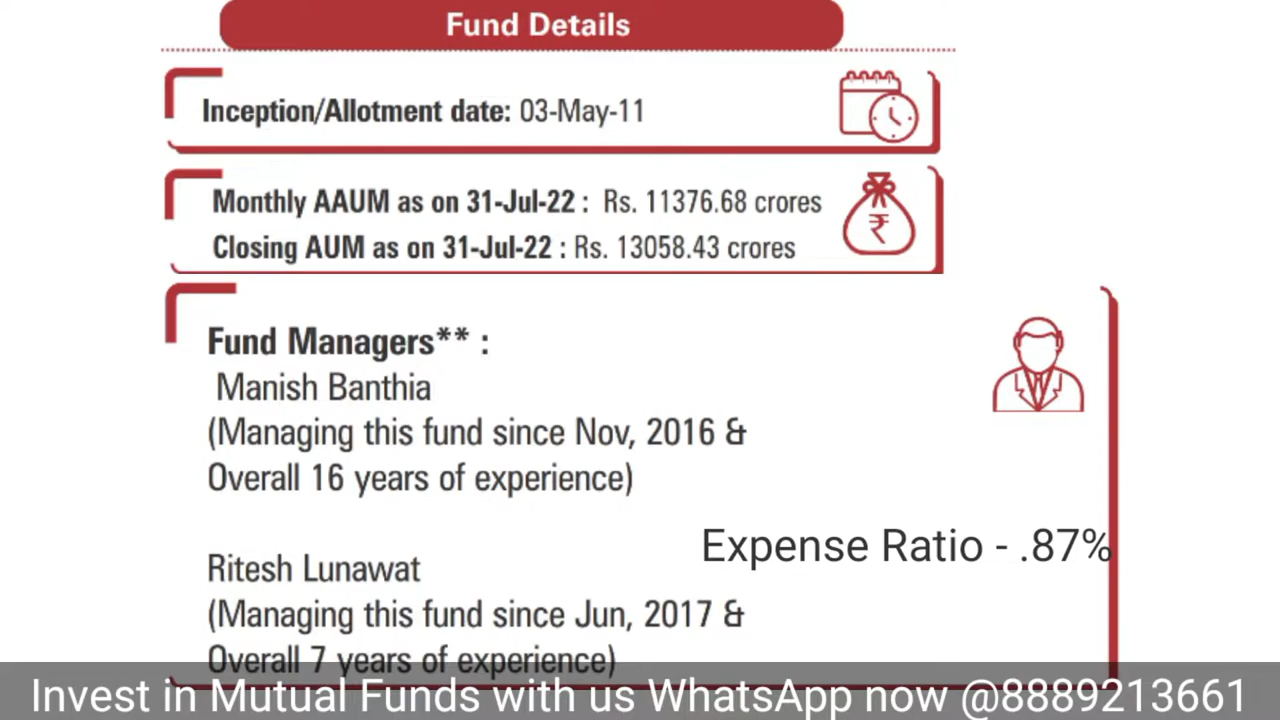 Fund Details
Inception/Allotment date: 03-May-11
Monthly AAUM as on 31-Jul-22 : Rs. 11376.68 crores
Closing AUM as on 31-Jul-22 : Rs. 13058.43 crores
₹
Fund Managers** :
Manish Banthia
(Managing this fund since Nov, 2016 &
Overall 16 years of experience)
Expense Ratio - .87%
Ritesh Lunawat
(Managing this fund since Jun, 2017 &
Overall 7 years of experience)
Invest in Mutual Funds with us WhatsApp now @8889213661